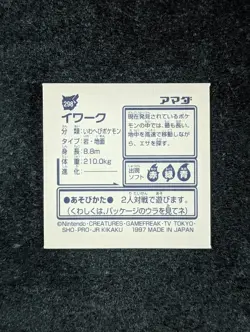 298
アマダ
イワーク
分類:いわへびポケモン
タイプ:岩・地面
身長:8.8m
体重:210.0kg
進化:――
現在発見されているポケ
モンの中では、最も長い。
地中を高速で移動しなが
ら、エサを探す。
出現
ソフト
赤 緑 青
●あそびかた● 2人対戦で遊びます。
(くわしくは、パッケージのウラを見てネ)
©Nintendo・CREATURES・GAMEFREAK・TV TOKYO・
SHO-PRO・JR KIKAKU 1997 MADE IN JAPAN